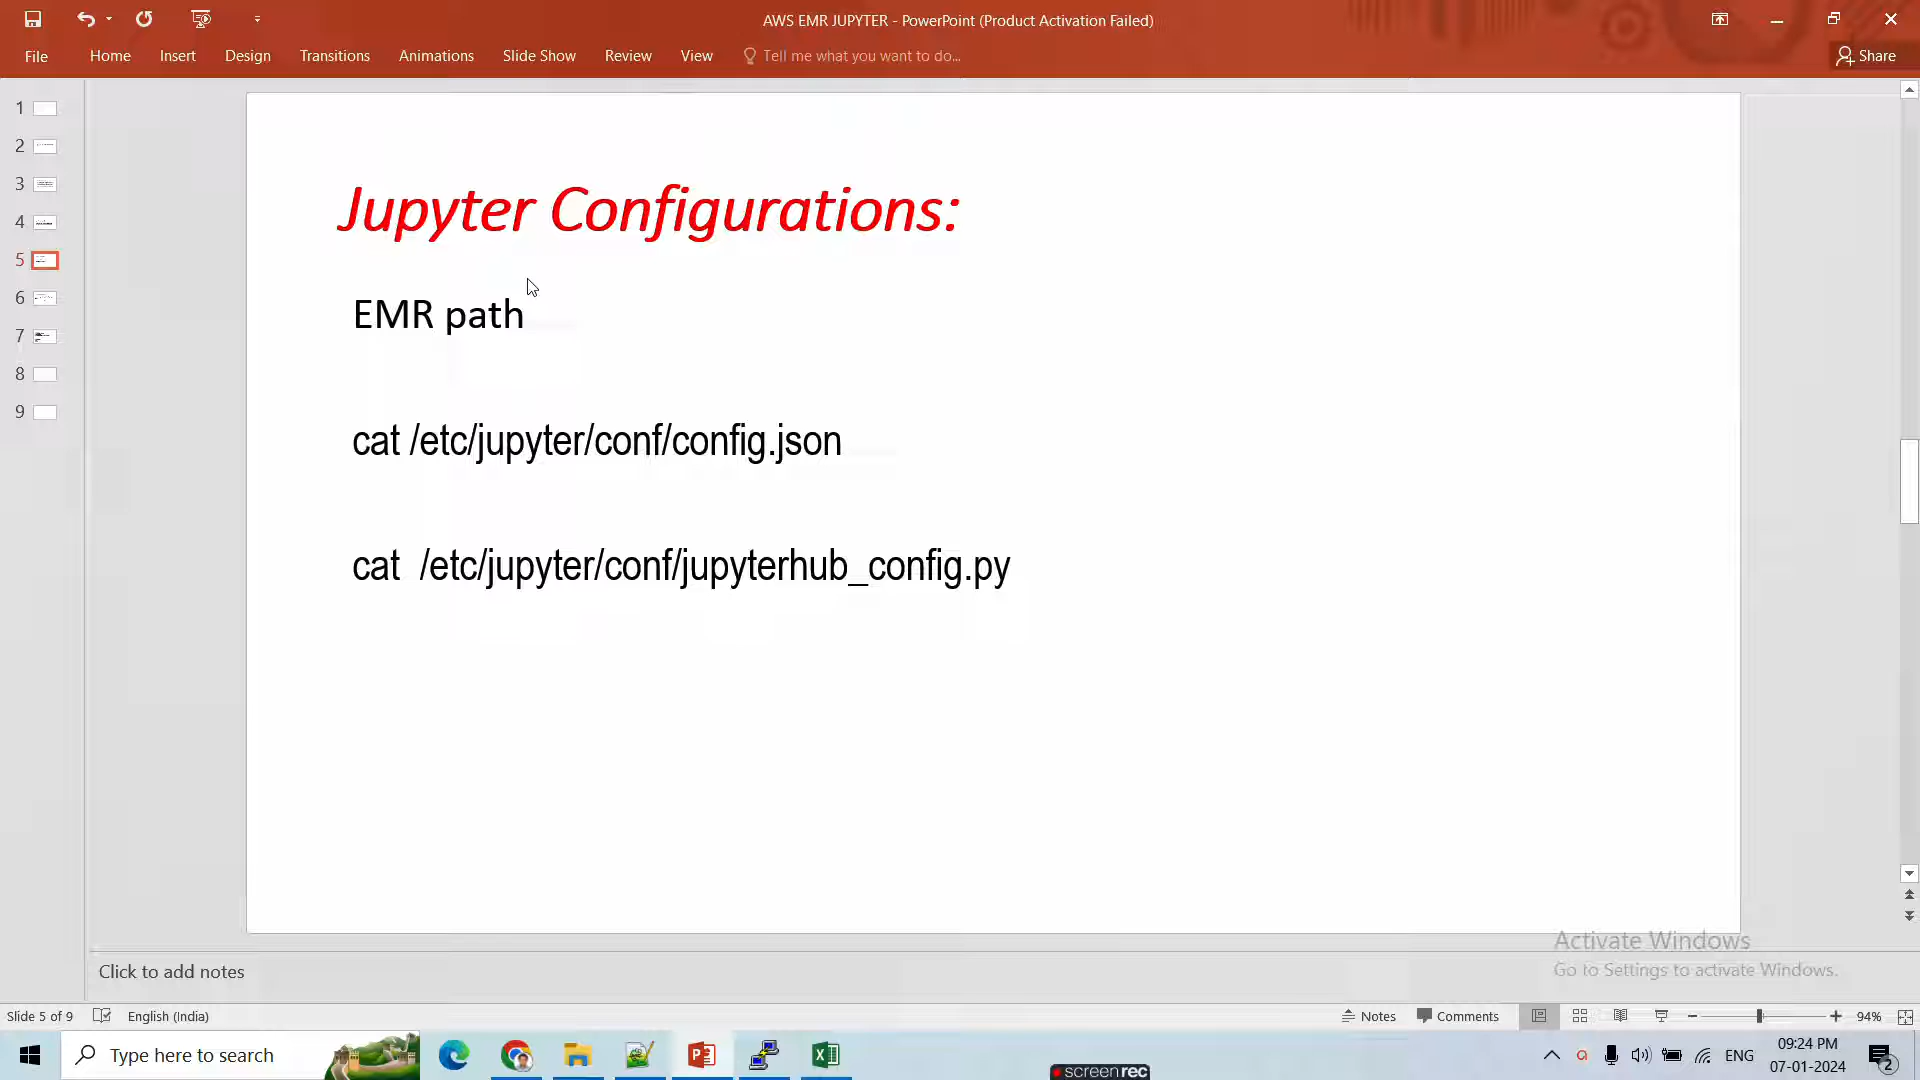 AWS EMR JUPYTER - PowerPoint (Product Activation Failed)
File Home Insert Design Transitions Animations Slide Show Review View Tell me what you want to do... Share
1
2
3
4
5
6
7
8
9
Jupyter Configurations:
EMR path
cat /etc/jupyter/conf/config.json
cat /etc/jupyter/conf/jupyterhub_config.py
Activate Windows
Go to Settings to activate Windows.
Click to add notes
Slide 5 of 9 English (India) Notes Comments 94%
Type here to search
ENG
09:24 PM
07-01-2024
2
screenrec